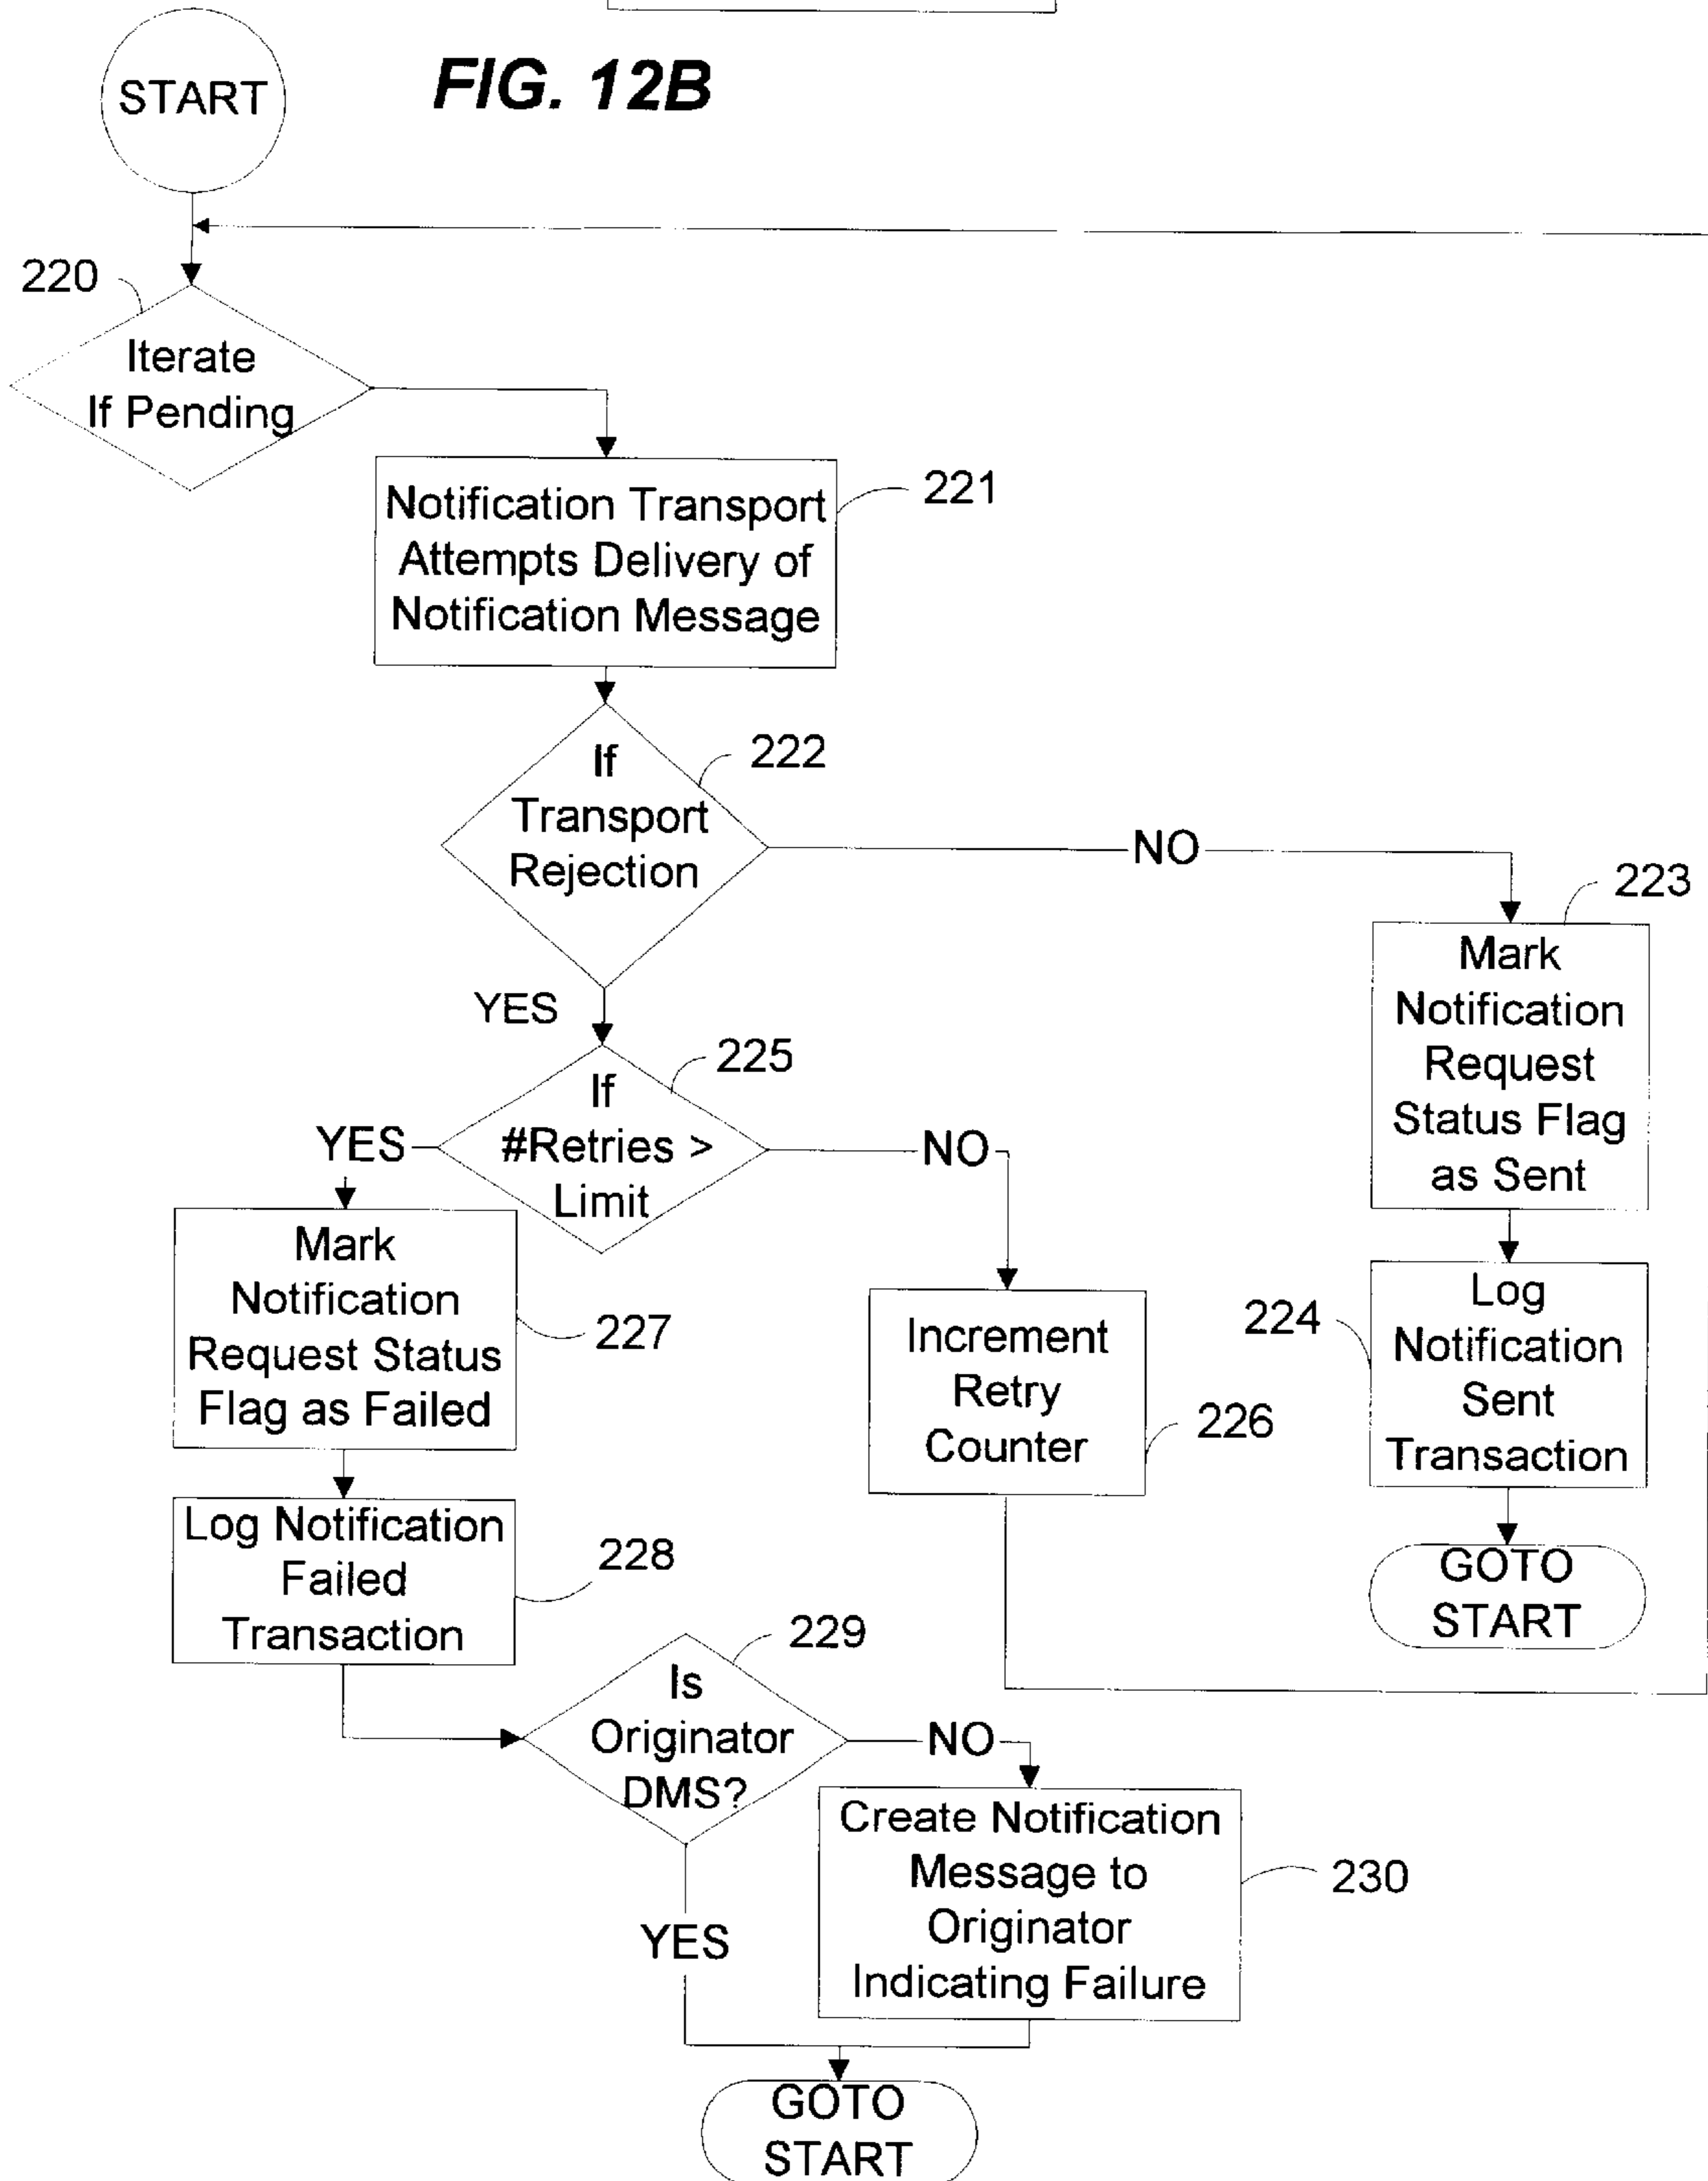 START
FIG. 12B
220
Iterate
If Pending
Notification Transport
Attempts Delivery of
Notification Message
221
If
Transport
Rejection
222
NO
YES
223
Mark
Notification
Request
Status Flag
as Sent
225
If
#Retries >
Limit
YES
NO
Mark
Notification
Request Status
Flag as Failed
227
Increment
Retry
Counter
226
224
Log
Notification
Sent
Transaction
GOTO
START
Log Notification
Failed
Transaction
228
229
Is
Originator
DMS?
NO
YES
Create Notification
Message to
Originator
Indicating Failure
230
GOTO
START